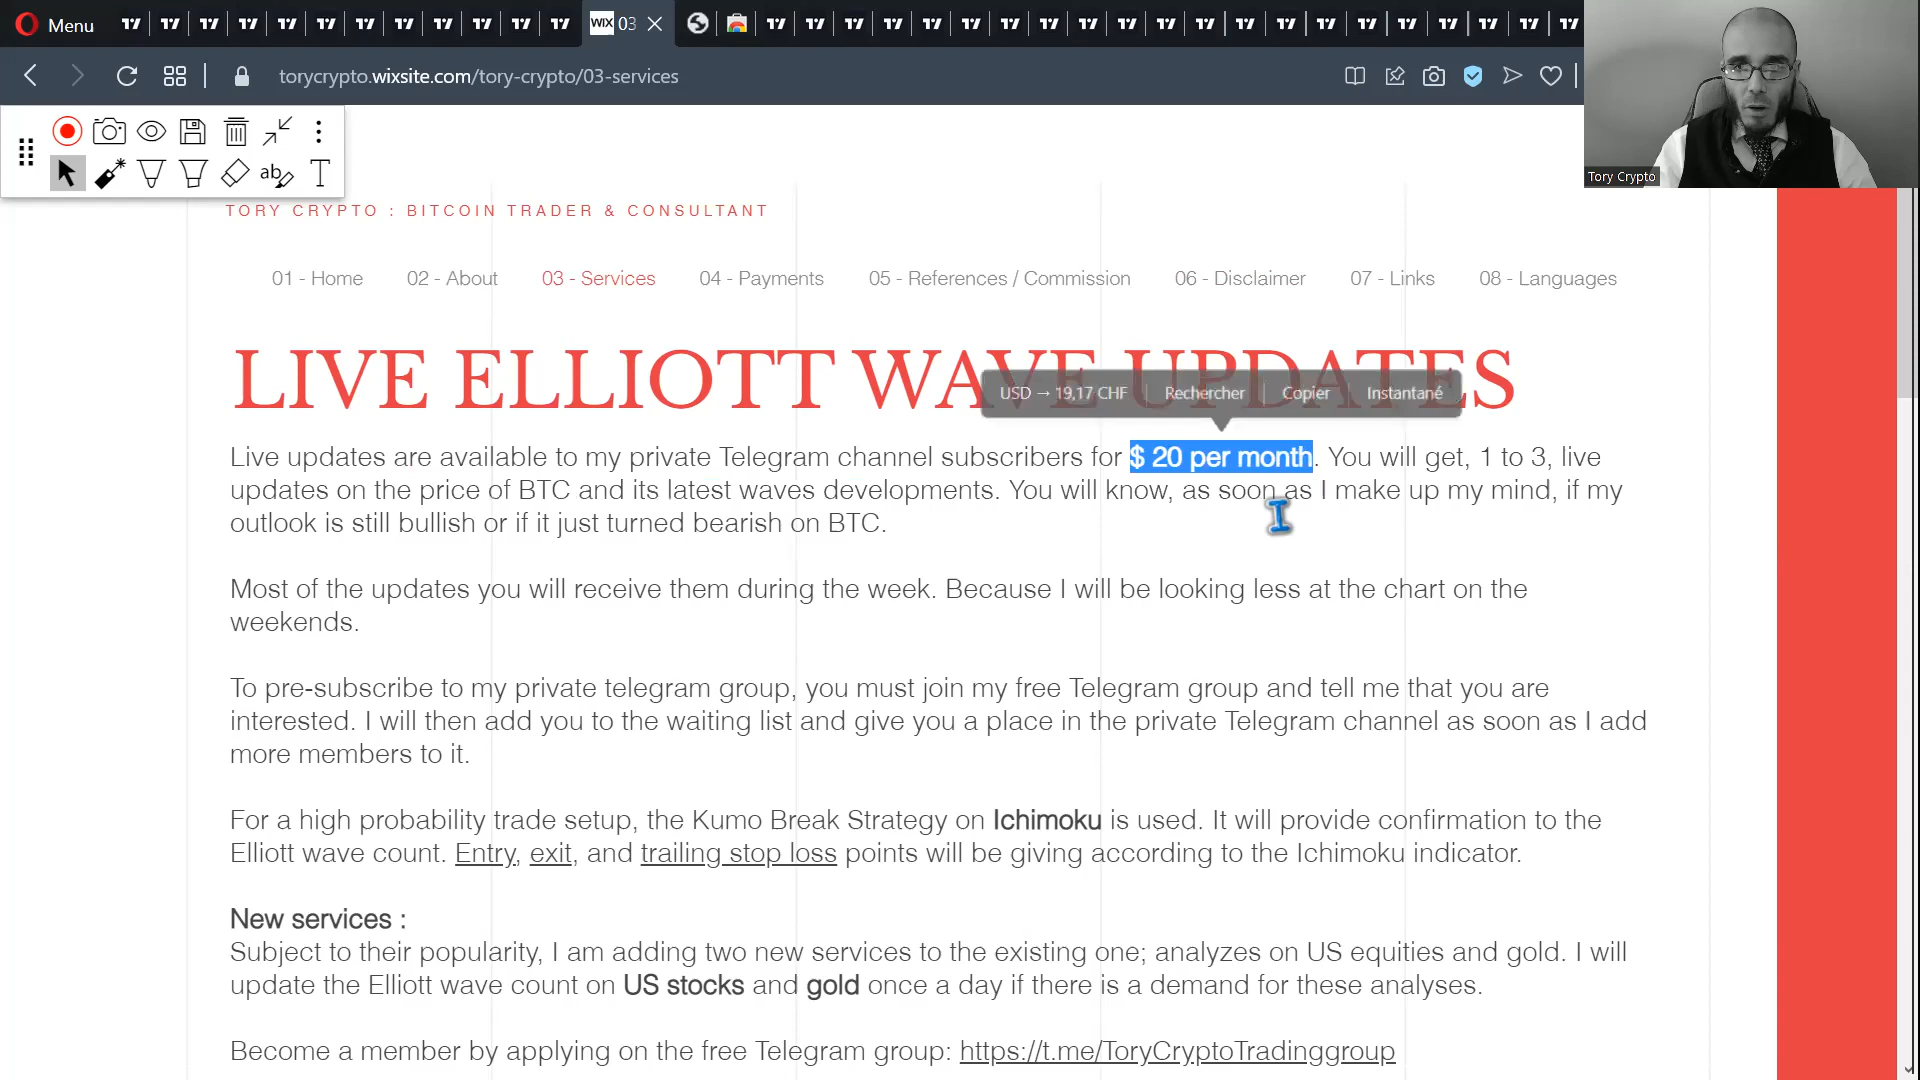 Menu
WIX 03
torycrypto.wixsite.com/tory-crypto/03-services
ab
T
Tory Crypto
TORY CRYPTO : BITCOIN TRADER & CONSULTANT
01 - Home 02 - About 03 - Services 04 - Payments 05 - References / Commission 06 - Disclaimer 07 - Links 08 - Languages
LIVE ELLIOTT WAVE UPDATES
USD → 19,17 CHF Rechercher Copier Instantané
Live updates are available to my private Telegram channel subscribers for $ 20 per month. You will get, 1 to 3, live
updates on the price of BTC and its latest waves developments. You will know, as soon as I make up my mind, if my
outlook is still bullish or if it just turned bearish on BTC.
Most of the updates you will receive them during the week. Because I will be looking less at the chart on the
weekends.
To pre-subscribe to my private telegram group, you must join my free Telegram group and tell me that you are
interested. I will then add you to the waiting list and give you a place in the private Telegram channel as soon as I add
more members to it.
For a high probability trade setup, the Kumo Break Strategy on Ichimoku is used. It will provide confirmation to the
Elliott wave count. Entry, exit, and trailing stop loss points will be giving according to the Ichimoku indicator.
New services :
Subject to their popularity, I am adding two new services to the existing one; analyzes on US equities and gold. I will
update the Elliott wave count on US stocks and gold once a day if there is a demand for these analyses.
Become a member by applying on the free Telegram group: https://t.me/ToryCryptoTradinggroup